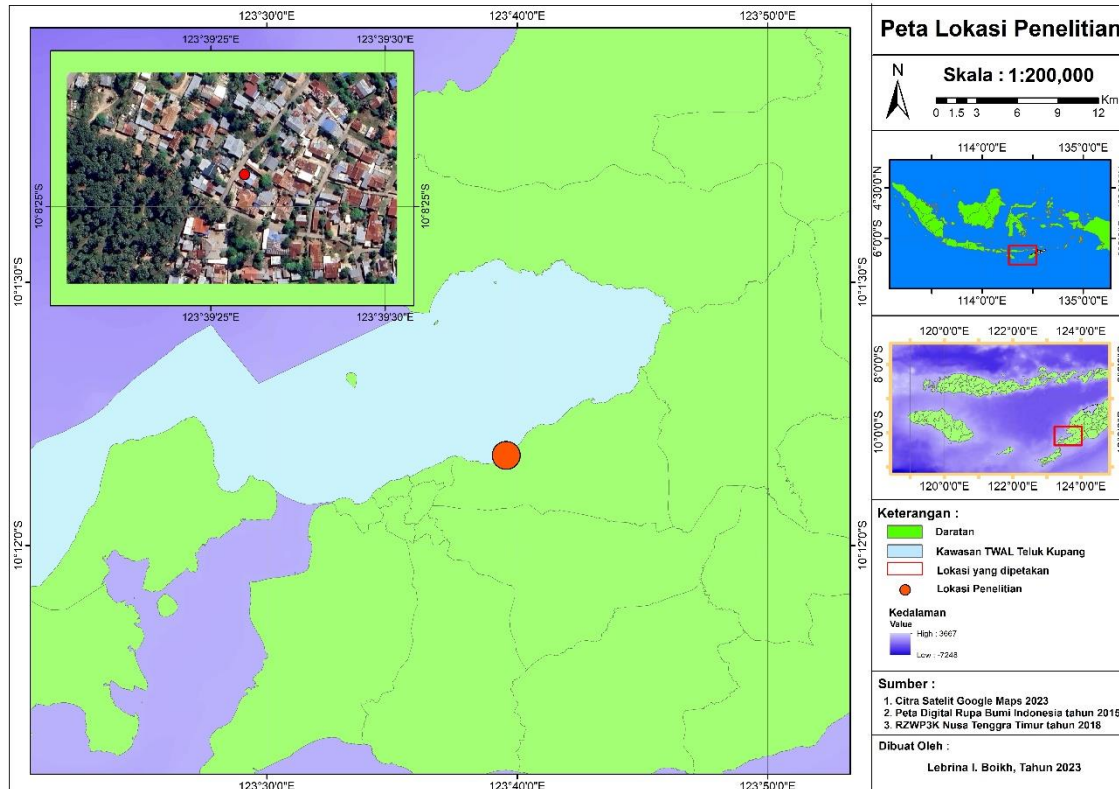 123°30'0"E 123°40'0"E 123°50'0"E
123°39'25"E 123°39'30"E
10°8'25"S 10°8'25"S
123°39'25"E 123°39'30"E
10°1'30"S 10°1'30"S
10°12'0"S 10°12'0"S
123°30'0"E 123°40'0"E 123°50'0"E
Peta Lokasi Penelitian
N
Skala : 1:200,000
0 1.5 3 6 9 12 Km
114°0'0"E 135°0'0"E
4°30'0"N
6°0'0"S
114°0'0"E 135°0'0"E
120°0'0"E 122°0'0"E 124°0'0"E
8°0'0"S
10°0'0"S
120°0'0"E 122°0'0"E 124°0'0"E
Keterangan :
Daratan
Kawasan TWAL Teluk Kupang
Lokasi yang dipetakan
Lokasi Penelitian
Kedalaman
Value
High : 3667
Low : -7248
Sumber :
1. Citra Satelit Google Maps 2023
2. Peta Digital Rupa Bumi Indonesia tahun 2015
3. RZWP3K Nusa Tenggra Timur tahun 2018
Dibuat Oleh :
Lebrina I. Boikh, Tahun 2023